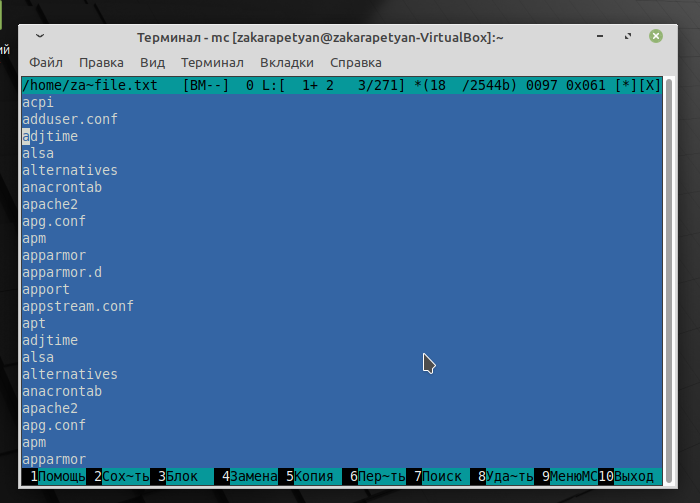 ий
Терминал - mc [zakarapetyan@zakarapetyan-VirtualBox]:~
Файл Правка Вид Терминал Вкладки Справка
/home/za~file.txt [BM--] 0 L:[ 1+ 2 3/271] *(18 /2544b) 0097 0x061 [*][X]
acpi
adduser.conf
adjtime
alsa
alternatives
anacrontab
apache2
apg.conf
apm
apparmor
apparmor.d
apport
appstream.conf
apt
adjtime
alsa
alternatives
anacrontab
apache2
apg.conf
apm
apparmor
1Помощь 2Сох~ть 3Блок 4Замена 5Копия 6Пер~ть 7Поиск 8Уда~ть 9МенюMC 10Выход